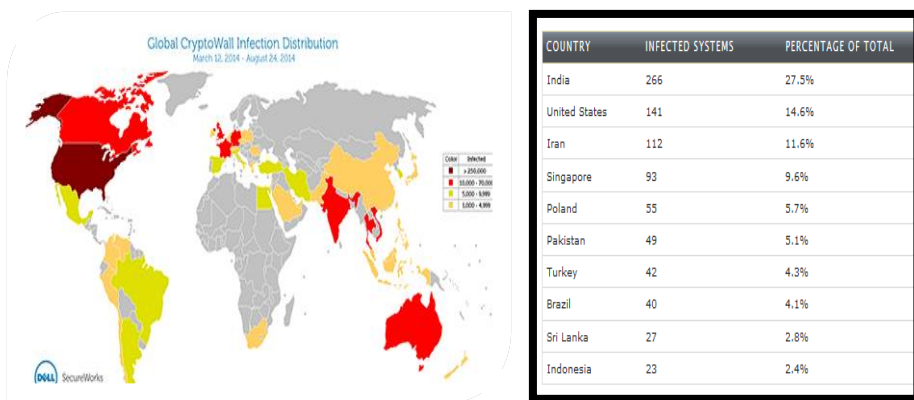 Global CryptoWall Infection Distribution
March 12, 2014 - August 24, 2014
Color Infected
> 250,000
10,000 - 70,000
5,000 - 9,999
1,000 - 4,999
DELL SecureWorks
COUNTRY INFECTED SYSTEMS PERCENTAGE OF TOTAL
India 266 27.5%
United States 141 14.6%
Iran 112 11.6%
Singapore 93 9.6%
Poland 55 5.7%
Pakistan 49 5.1%
Turkey 42 4.3%
Brazil 40 4.1%
Sri Lanka 27 2.8%
Indonesia 23 2.4%